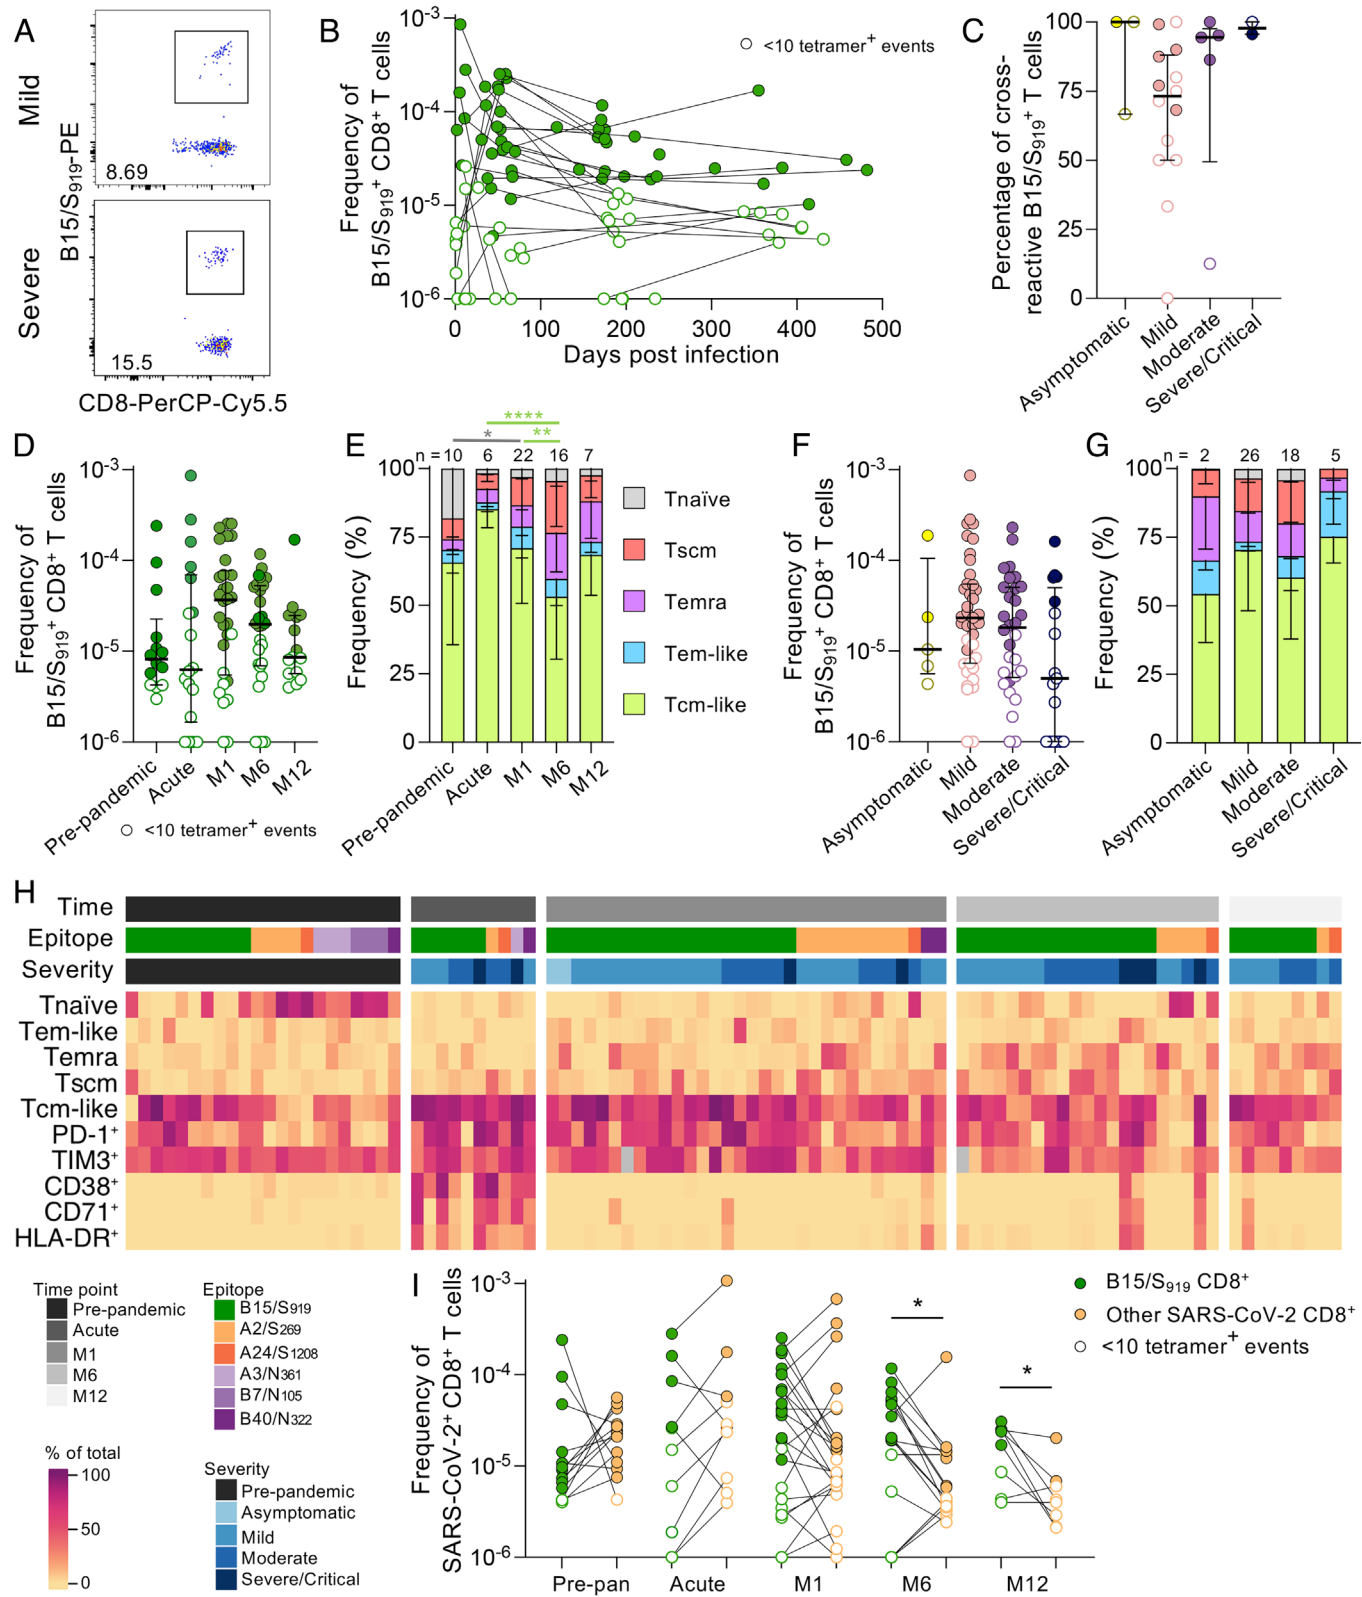 A
Mild
Severe
B15/S919-PE
8.69
15.5
CD8-PerCP-Cy5.5
B
Frequency of
B15/S919+ CD8+ T cells
10-3
10-4
10-5
10-6
<10 tetramer+ events
0 100 200 300 400 500
Days post infection
C
Percentage of cross-
reactive B15/S919+ T cells
100
75
50
25
0
Asymptomatic
Mild
Moderate
Severe/Critical
D
Frequency of
B15/S919+ CD8+ T cells
10-3
10-4
10-5
10-6
Pre-pandemic
Acute
M1
M6
M12
<10 tetramer+ events
E
****
* **
n = 10 6 22 16 7
Frequency (%)
100
75
50
25
0
Pre-pandemic
Acute
M1
M6
M12
Tnaïve
Tscm
Temra
Tem-like
Tcm-like
F
Frequency of
B15/S919+ CD8+ T cells
10-3
10-4
10-5
10-6
Asymptomatic
Mild
Moderate
Severe/Critical
G
n = 2 26 18 5
Frequency (%)
100
75
50
25
0
Asymptomatic
Mild
Moderate
Severe/Critical
H
Time
Epitope
Severity
Tnaïve
Tem-like
Temra
Tscm
Tcm-like
PD-1+
TIM3+
CD38+
CD71+
HLA-DR+
Time point
Pre-pandemic
Acute
M1
M6
M12
Epitope
B15/S919
A2/S269
A24/S1208
A3/N361
B7/N105
B40/N322
% of total
100
50
0
Severity
Pre-pandemic
Asymptomatic
Mild
Moderate
Severe/Critical
I
Frequency of
SARS-CoV-2+ CD8+ T cells
10-3
10-4
10-5
10-6
*
*
Pre-pan Acute M1 M6 M12
B15/S919 CD8+
Other SARS-CoV-2 CD8+
<10 tetramer+ events